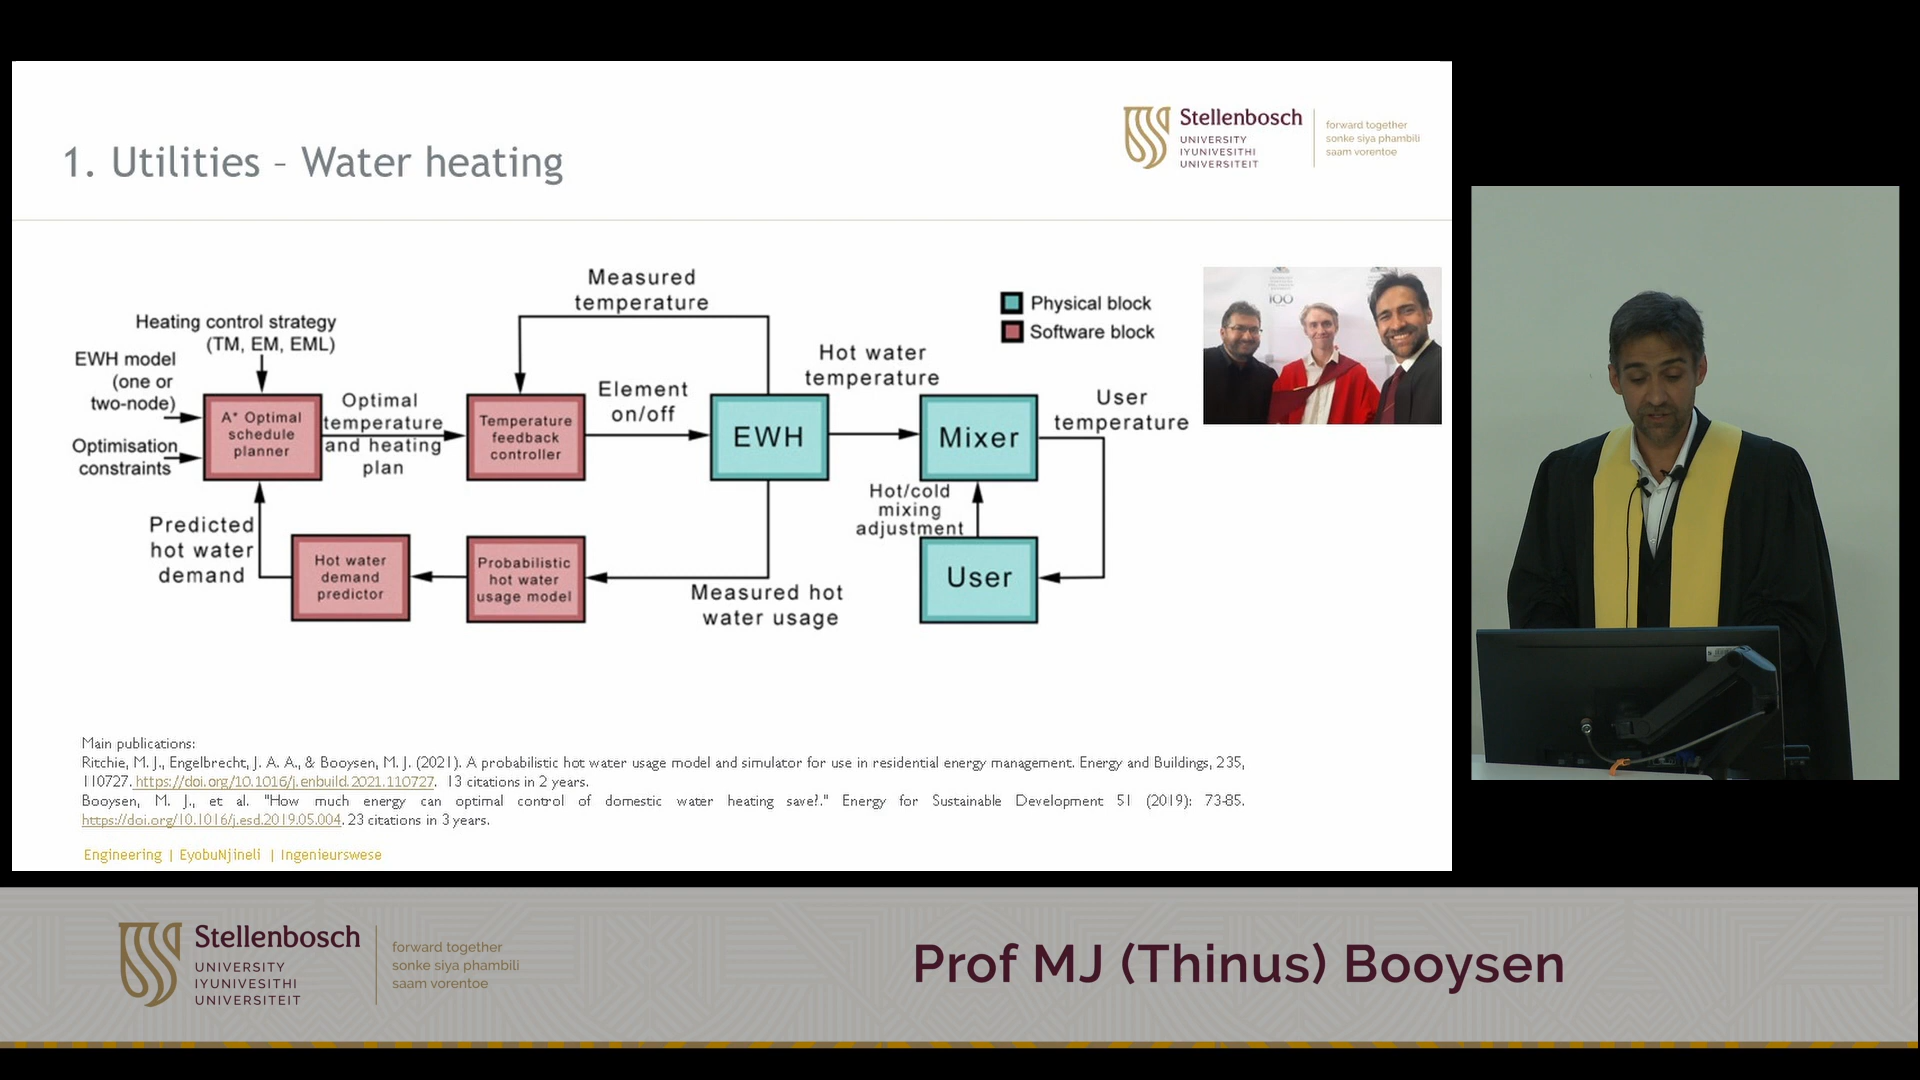 1. Utilities – Water heating
Stellenbosch
UNIVERSITY
IYUNIVESITHI
UNIVERSITEIT
forward together
sonke siya phambili
saam vorentoe
Measured
temperature
Physical block
Software block
Heating control strategy
(TM, EM, EML)
EWH model
(one or
two-node)
Optimisation
constraints
A* Optimal
schedule
planner
Optimal
temperature
and heating
plan
Temperature
feedback
controller
Element
on/off
EWH
Hot water
temperature
Mixer
User
temperature
Hot/cold
mixing
adjustment
User
Predicted
hot water
demand
Hot water
demand
predictor
Probabilistic
hot water
usage model
Measured hot
water usage
100
Main publications:
Ritchie, M. J., Engelbrecht, J. A. A., & Booysen, M. J. (2021). A probabilistic hot water usage model and simulator for use in residential energy management. Energy and Buildings, 235,
110727. https://doi.org/10.1016/j.enbuild.2021.110727. 13 citations in 2 years.
Booysen, M. J., et al. "How much energy can optimal control of domestic water heating save?." Energy for Sustainable Development 51 (2019): 73-85.
https://doi.org/10.1016/j.esd.2019.05.004. 23 citations in 3 years.
Engineering | EyobuNjineli | Ingenieurswese
Stellenbosch
UNIVERSITY
IYUNIVESITHI
UNIVERSITEIT
forward together
sonke siya phambili
saam vorentoe
Prof MJ (Thinus) Booysen